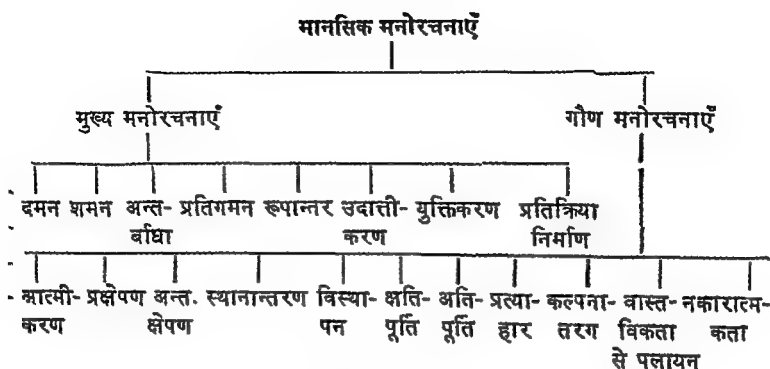 मानसिक मनोरचनाएँ
मुख्य मनोरचनाएँ गौण मनोरचनाएँ
दमन शमन अन्त- प्रतिगमन रूपान्तर उदात्ती- युक्तिकरण प्रतिक्रिया
र्बाधा करण निर्माण
आत्मी- प्रक्षेपण अन्त. स्थानान्तरण विस्था- क्षति- अति- प्रत्या- कल्पना- वास्त- नकारात्म-
करण क्षेपण पन पूर्ति पूर्ति हार तरग विकता कता
से पलायन